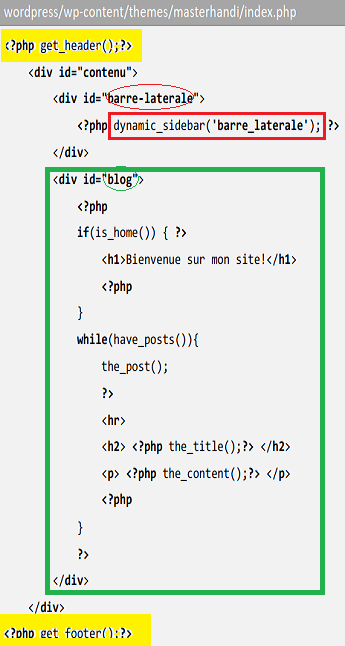 wordpress/wp-content/themes/masterhandi/index.php
<?php get_header();?>
<div id="contenu">
<div id="barre-laterale">
<?php dynamic_sidebar('barre_laterale'); ?>
</div>
<div id="blog">
<?php
if(is_home()) { ?>
<h1>Bienvenue sur mon site!</h1>
<?php
}
while(have_posts()){
the_post();
?>
<hr>
<h2> <?php the_title();?> </h2>
<p> <?php the_content();?> </p>
<?php
}
?>
</div>
</div>
<?php get_footer();?>